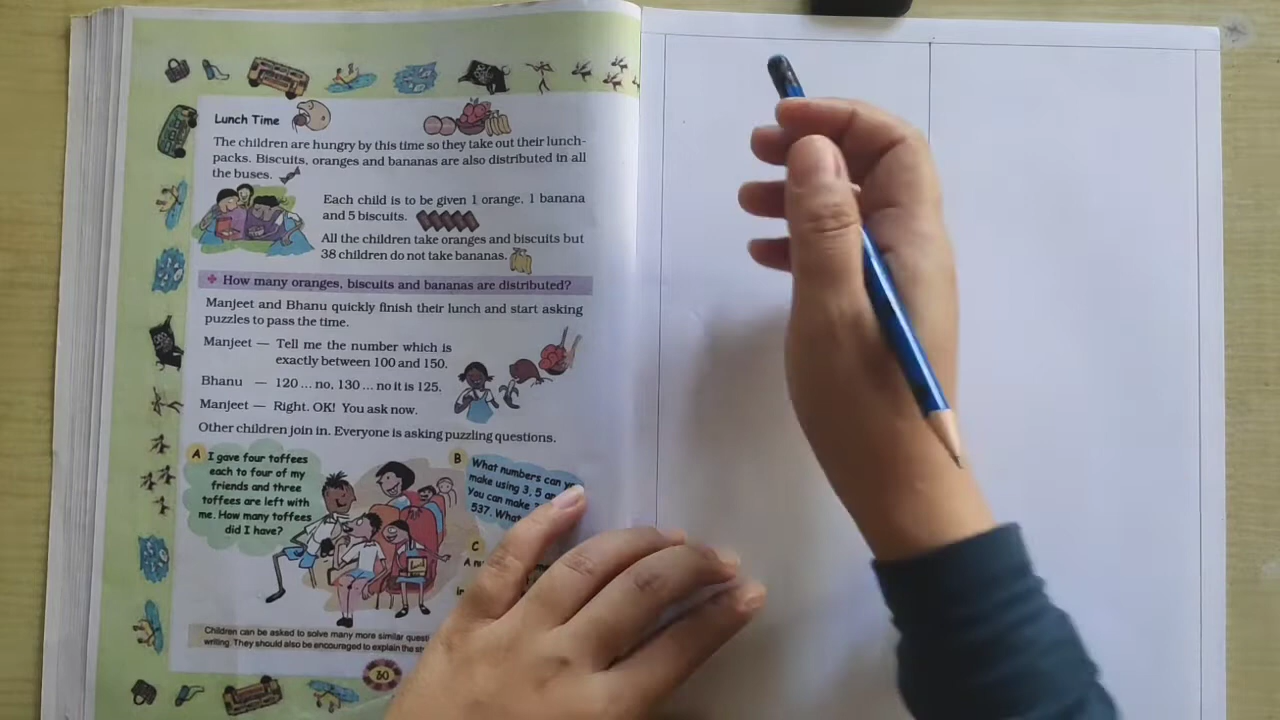 Lunch Time
The children are hungry by this time so they take out their lunch-
packs. Biscuits, oranges and bananas are also distributed in all
the buses.
Each child is to be given 1 orange, 1 banana
and 5 biscuits.
All the children take oranges and biscuits but
38 children do not take bananas.
How many oranges, biscuits and bananas are distributed?
Manjeet and Bhanu quickly finish their lunch and start asking
puzzles to pass the time.
Manjeet — Tell me the number which is
exactly between 100 and 150.
Bhanu — 120 ... no, 130 ... no it is 125.
Manjeet — Right. OK! You ask now.
Other children join in. Everyone is asking puzzling questions.
A I gave four toffees
each to four of my
friends and three
toffees are left with
me. How many toffees
did I have?
B What numbers can
make using 3, 5
You can make
537. What
C
A
Children can be asked to solve many more similar
writing. They should also be encouraged to explain the
30